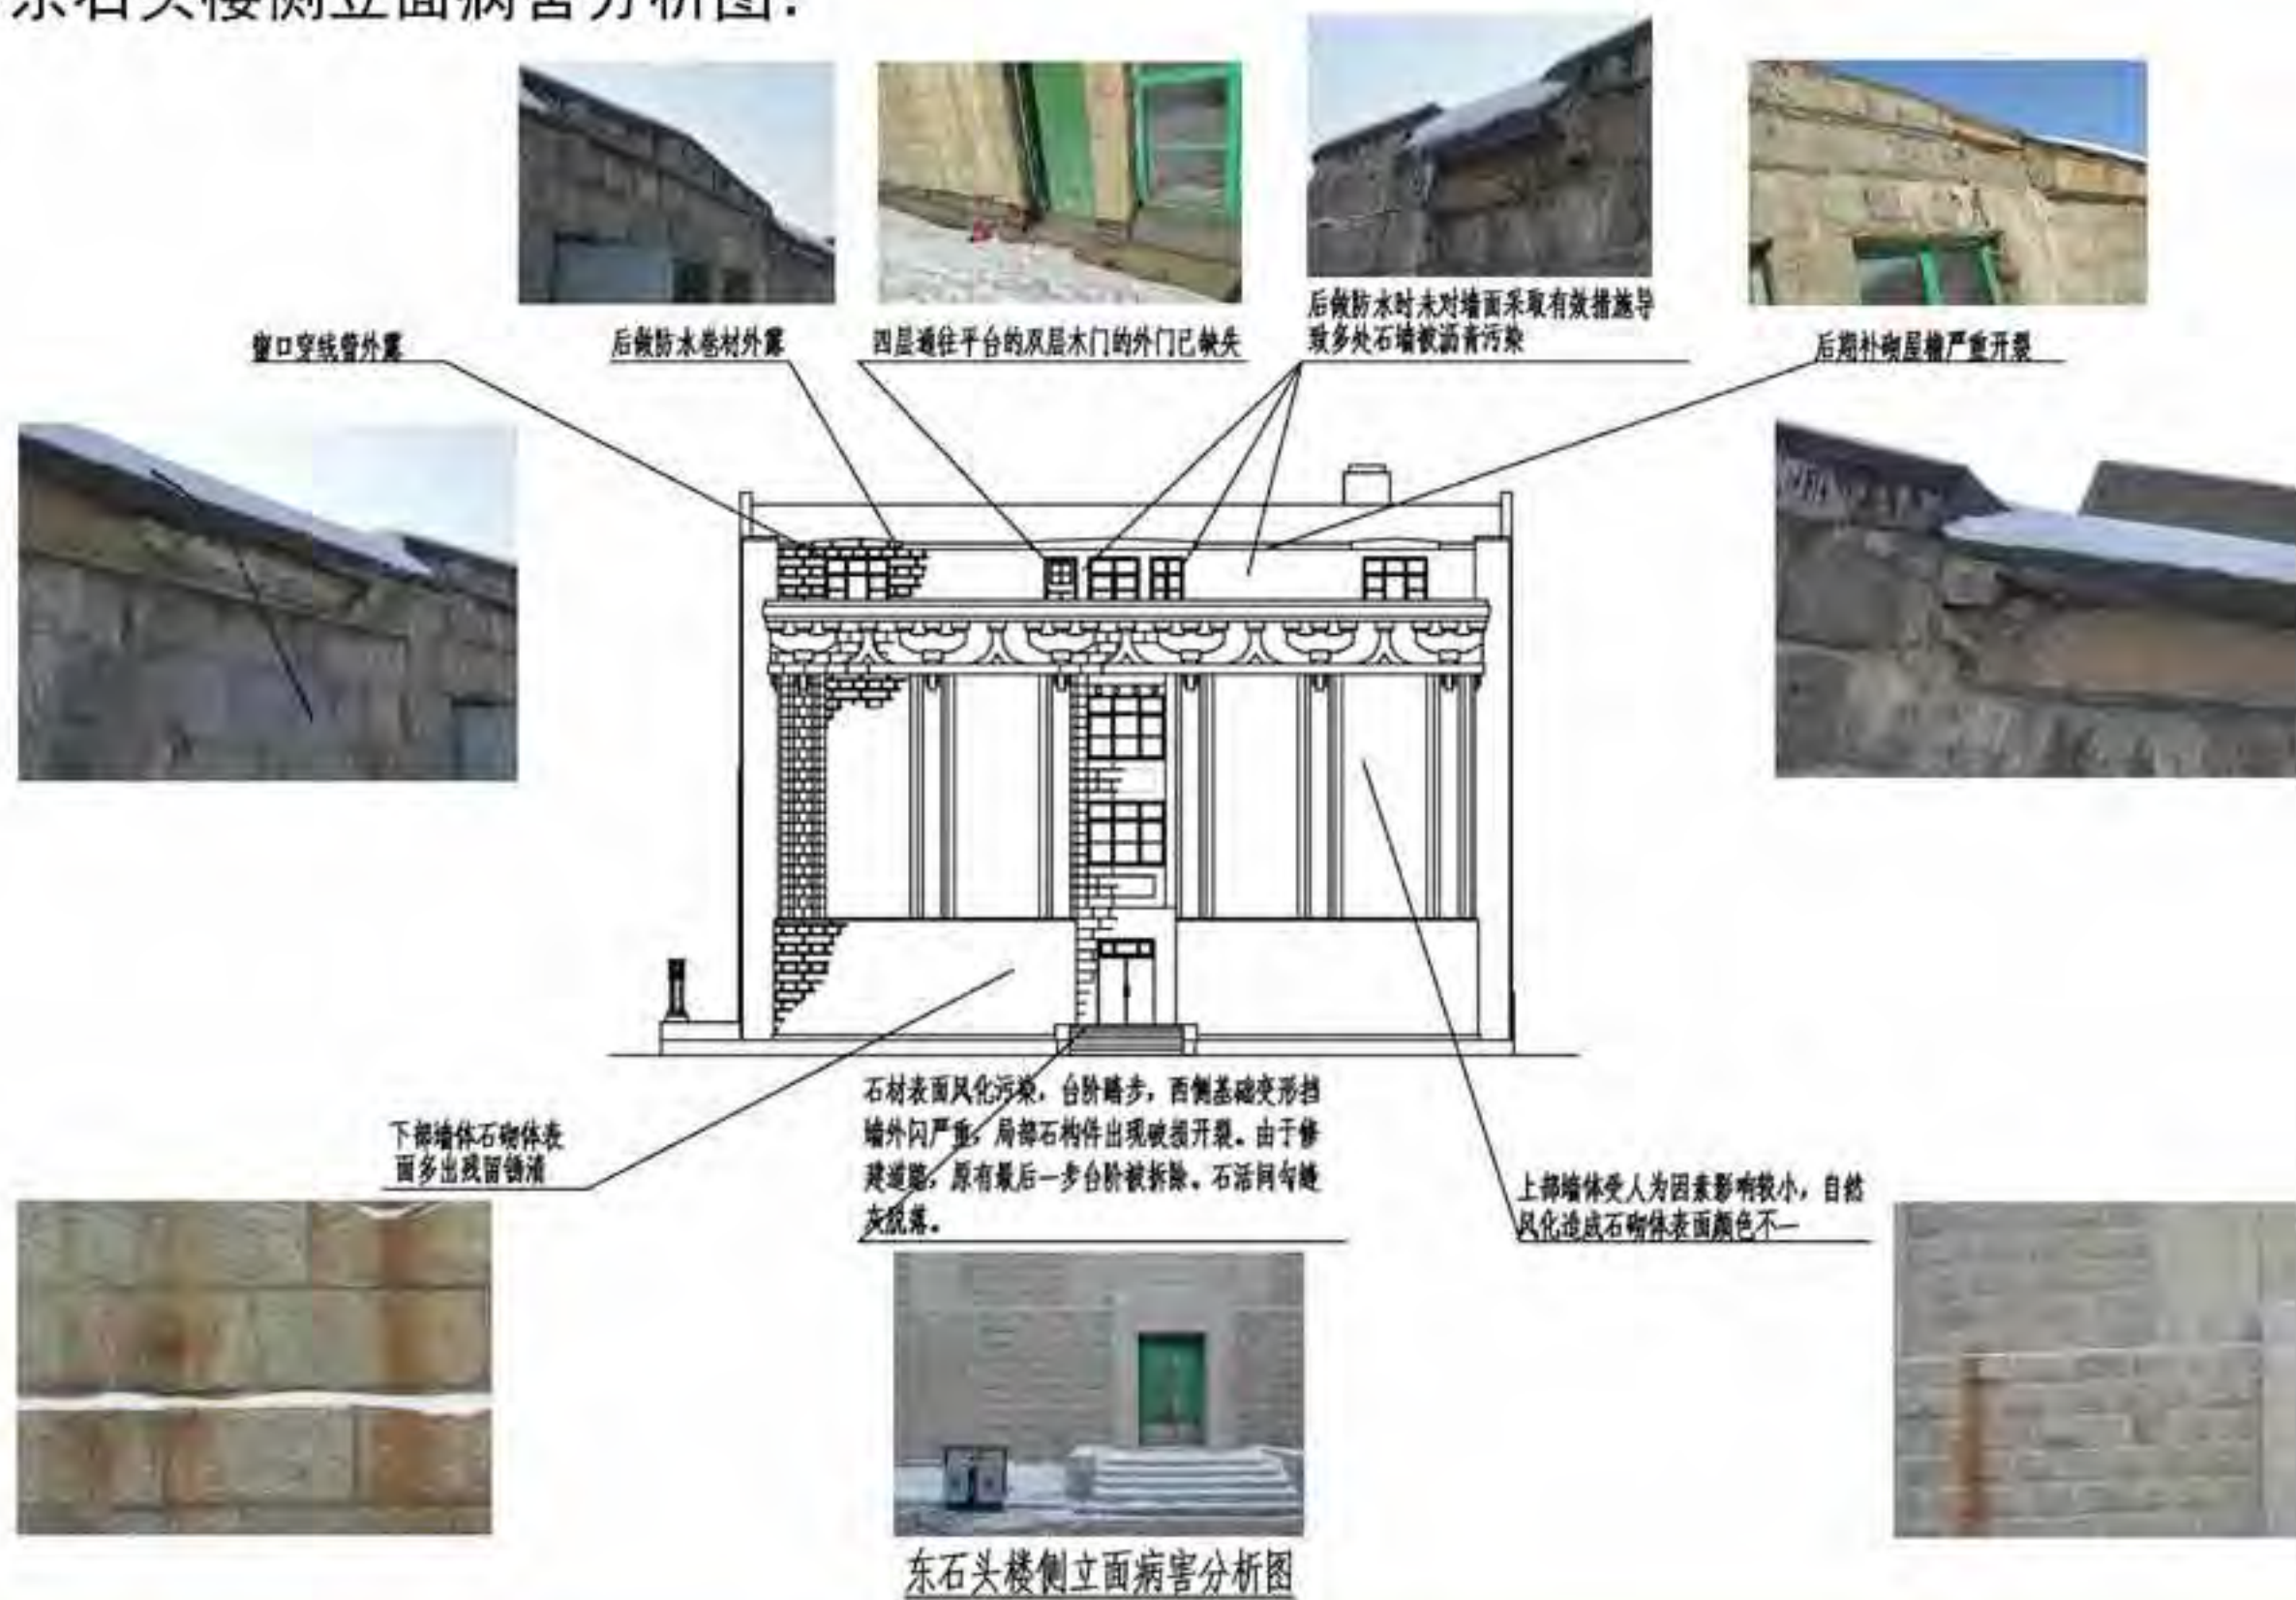 东石头楼侧立面病害分析图:
后做防水时未对墙面采取有效措施导
致多处石墙被沥青污染
窗口穿线管外露
后做防水卷材外露
四层通往平台的双层木门的外门已缺失
后期补砌屋檐严重开裂
下部墙体石砌体表
面多出残留锈渍
石材表面风化污染，台阶踏步，西侧基础变形挡
墙外闪严重，局部石构件出现破损开裂。由于修
建道路，原有最后一步台阶被拆除。石活间勾缝
灰脱落。
上部墙体受人为因素影响较小，自然
风化造成石砌体表面颜色不一
东石头楼侧立面病害分析图